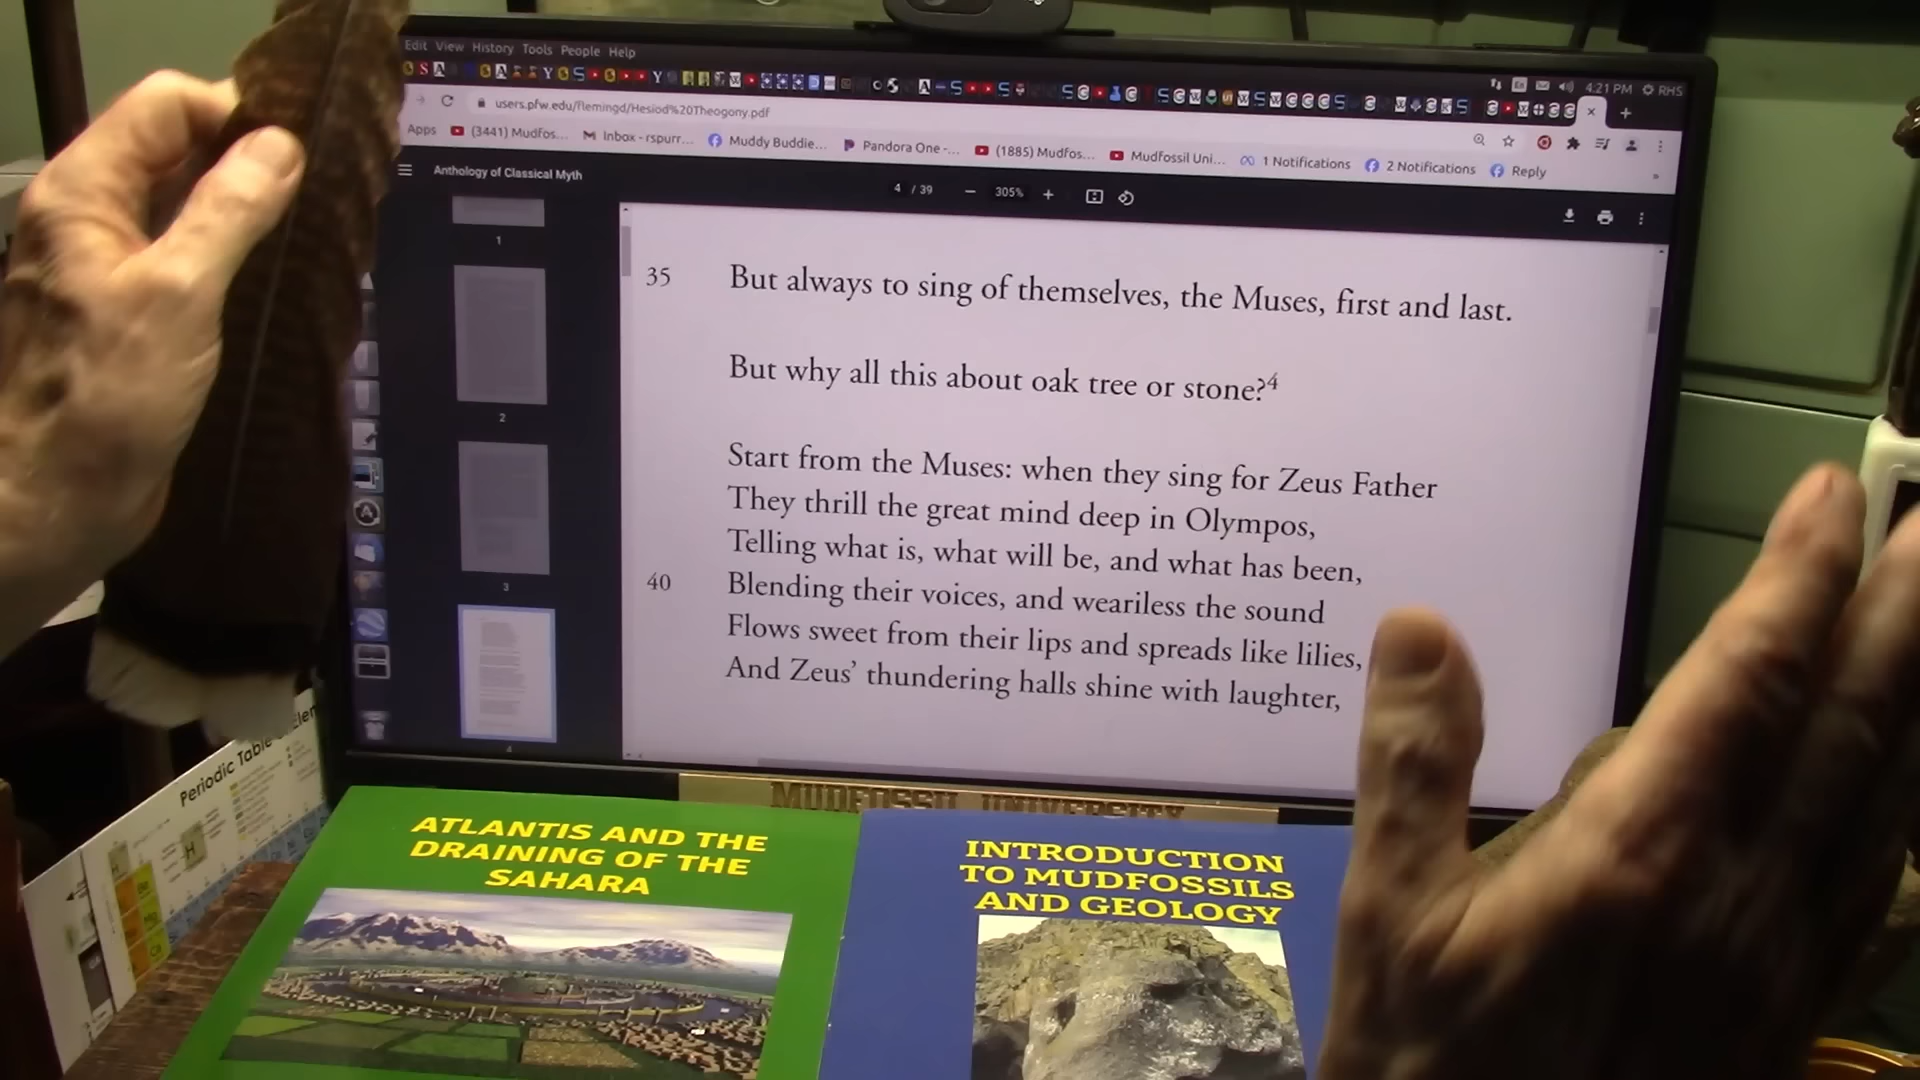 Edit View History Tools People Help
4:21 PM RHS
users.pfw.edu/flemingd/Hesiod%20Theogony.pdf
Apps (3441) Mudfos... Inbox - rspurr... Muddy Buddie... Pandora One -... (1885) Mudfos... Mudfossil Uni... 1 Notifications 2 Notifications Reply
Anthology of Classical Myth 4 / 39 305%
1
2
3
4
35 But always to sing of themselves, the Muses, first and last.
But why all this about oak tree or stone?4
Start from the Muses: when they sing for Zeus Father
They thrill the great mind deep in Olympos,
Telling what is, what will be, and what has been,
40 Blending their voices, and weariless the sound
Flows sweet from their lips and spreads like lilies,
And Zeus' thundering halls shine with laughter,
MUDFOSSIL UNIVERSITY
Periodic Table
ATLANTIS AND THE
DRAINING OF THE
SAHARA
INTRODUCTION
TO MUDFOSSILS
AND GEOLOGY